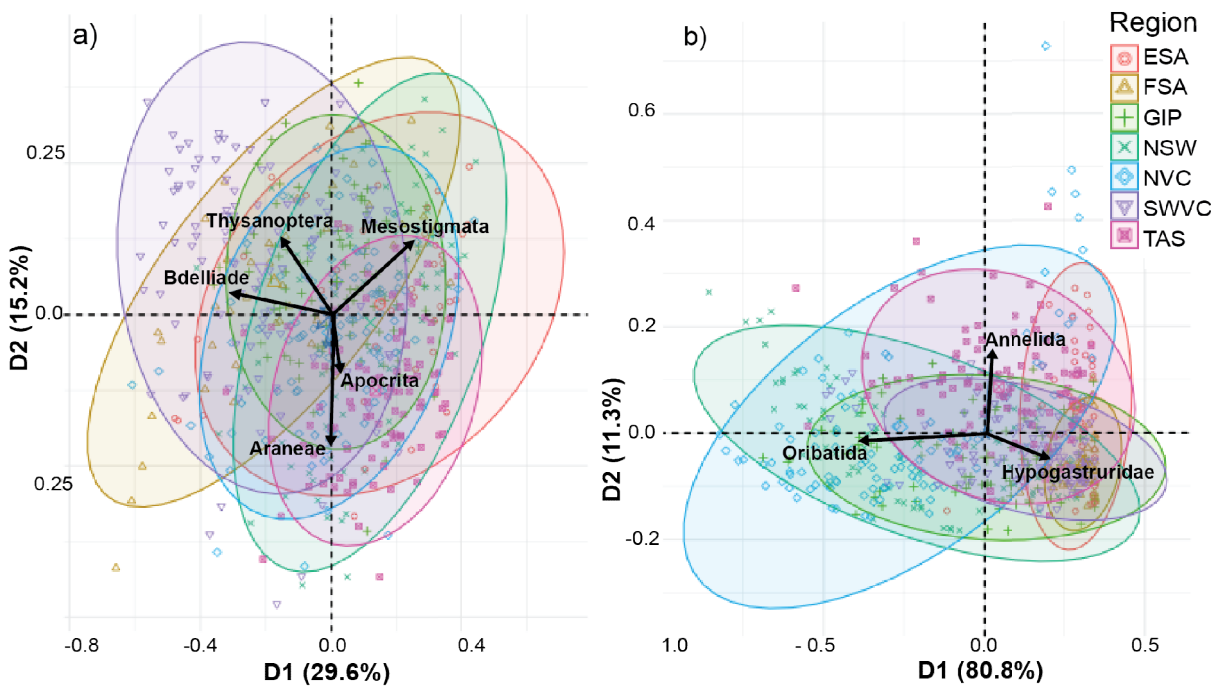 a)
D2 (15.2%)
0.25
0.0
0.25
Thysanoptera
Mesostigmata
Bdelliade
Apocrita
Araneae
-0.8
-0.4
0.0
0.4
D1 (29.6%)
b)
D2 (11.3%)
0.6
0.4
0.2
0.0
-0.2
Annelida
Oribatida
Hypogastruridae
1.0
- 0.5
0.0
0.5
D1 (80.8%)
Region
ESA
FSA
GIP
NSW
NVC
SWVC
TAS